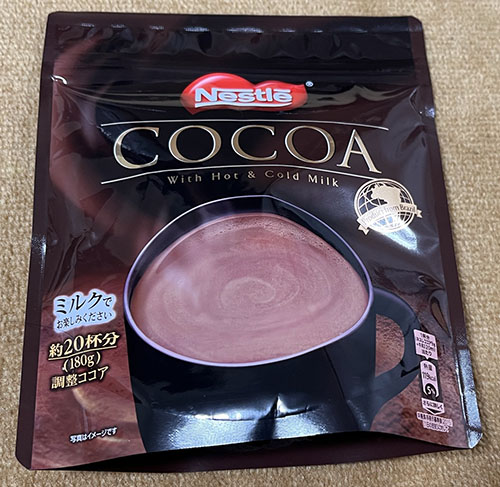 Nestlé®
COCOA
With Hot & Cold Milk
ミルクで
お楽しみください
約20杯分
(180g)
調整ココア
写真はイメージです